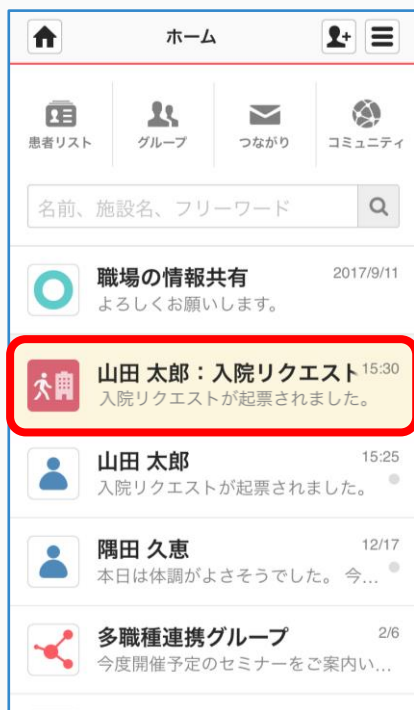 ホーム
患者リスト
グループ
つながり
コミュニティ
名前、施設名、フリーワード
職場の情報共有 2017/9/11
よろしくお願いします。
山田 太郎：入院リクエスト 15:30
入院リクエストが起票されました。
山田 太郎 15:25
入院リクエストが起票されました。
隅田 久恵 12/17
本日は体調がよさそうでした。 今...
多職種連携グループ 2/6
今度開催予定のセミナーをご案内い...